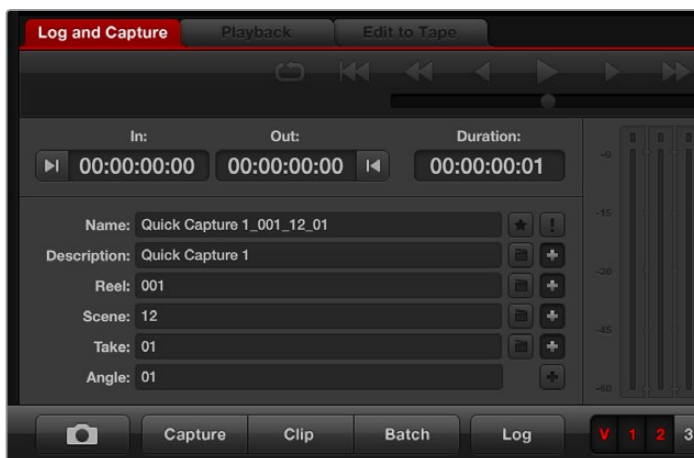 Log and Capture Playback Edit to Tape
In: Out: Duration:
00:00:00:00 00:00:00:00 00:00:00:01
Name: Quick Capture 1_001_12_01
Description: Quick Capture 1
Reel: 001
Scene: 12
Take: 01
Angle: 01
-0
-15
-30
-45
-60
Capture Clip Batch Log V 1 2 3